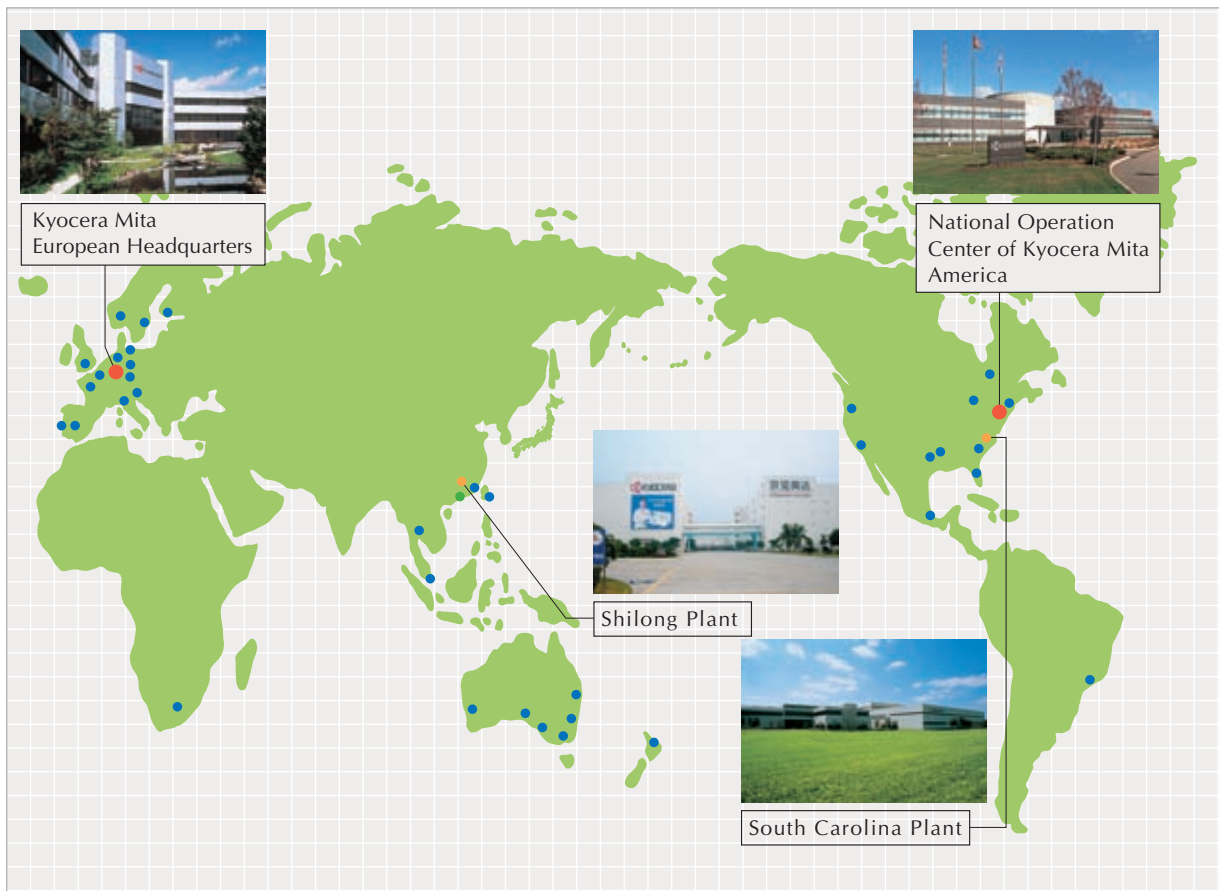 Kyocera Mita
European Headquarters
National Operation
Center of Kyocera Mita
America
Shilong Plant
South Carolina Plant